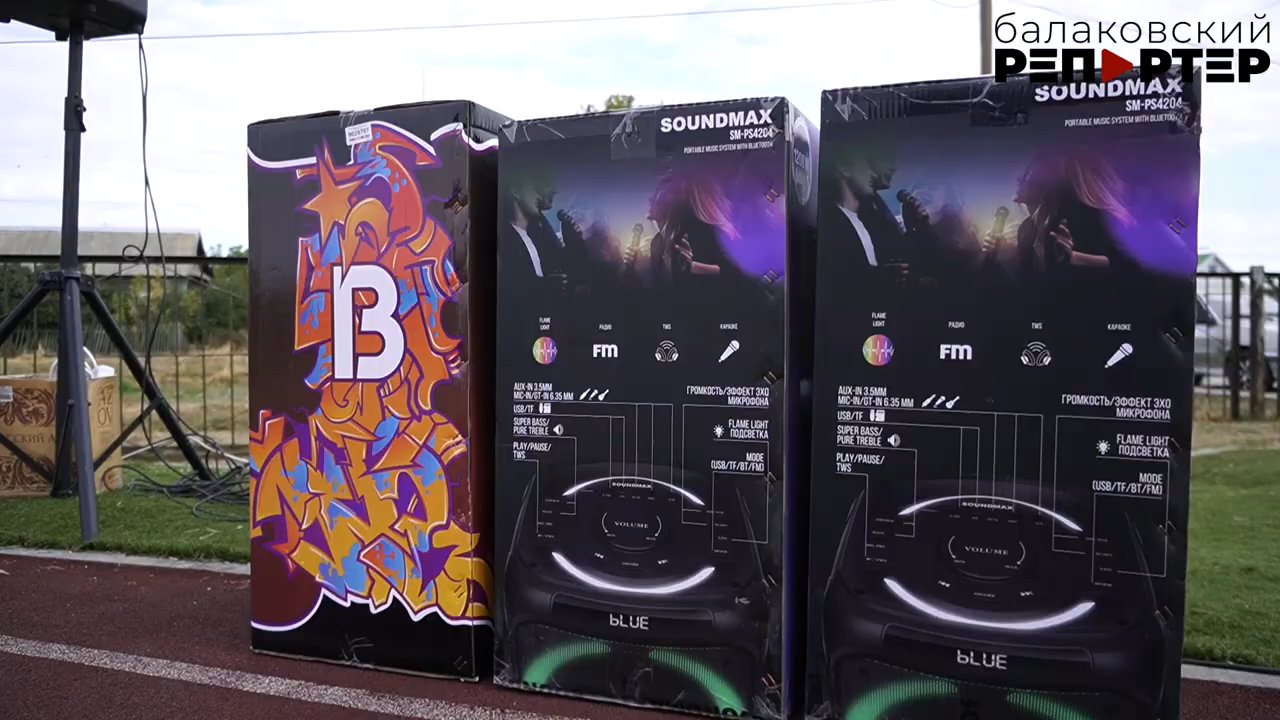 балаковский
РЕПОРТЕР
B
SOUNDMAX
SM-PS4204
PORTABLE MUSIC SYSTEM WITH BLUETOOTH
FLAME
LIGHT
РАДИО
TWS
КАРАОКЕ
FM
AUX-IN 3.5MM
MIC-IN/GT-IN 6.35 MM
USB/TF
SUPER BASS/
PURE TREBLE
PLAY/PAUSE/
TWS
ГРОМКОСТЬ/ЭФФЕКТ ЭХО
МИКРОФОНА
FLAME LIGHT
ПОДСВЕТКА
MODE
(USB/TF/BT/FM)
SOUNDMAX
VOLUME
bLUE
SOUNDMAX
SM-PS4204
PORTABLE MUSIC SYSTEM WITH BLUETOOTH
FLAME
LIGHT
РАДИО
TWS
КАРАОКЕ
FM
AUX-IN 3.5MM
MIC-IN/GT-IN 6.35 MM
USB/TF
SUPER BASS/
PURE TREBLE
PLAY/PAUSE/
TWS
ГРОМКОСТЬ/ЭФФЕКТ ЭХО
МИКРОФОНА
FLAME LIGHT
ПОДСВЕТКА
MODE
(USB/TF/BT/FM)
SOUNDMAX
VOLUME
bLUE